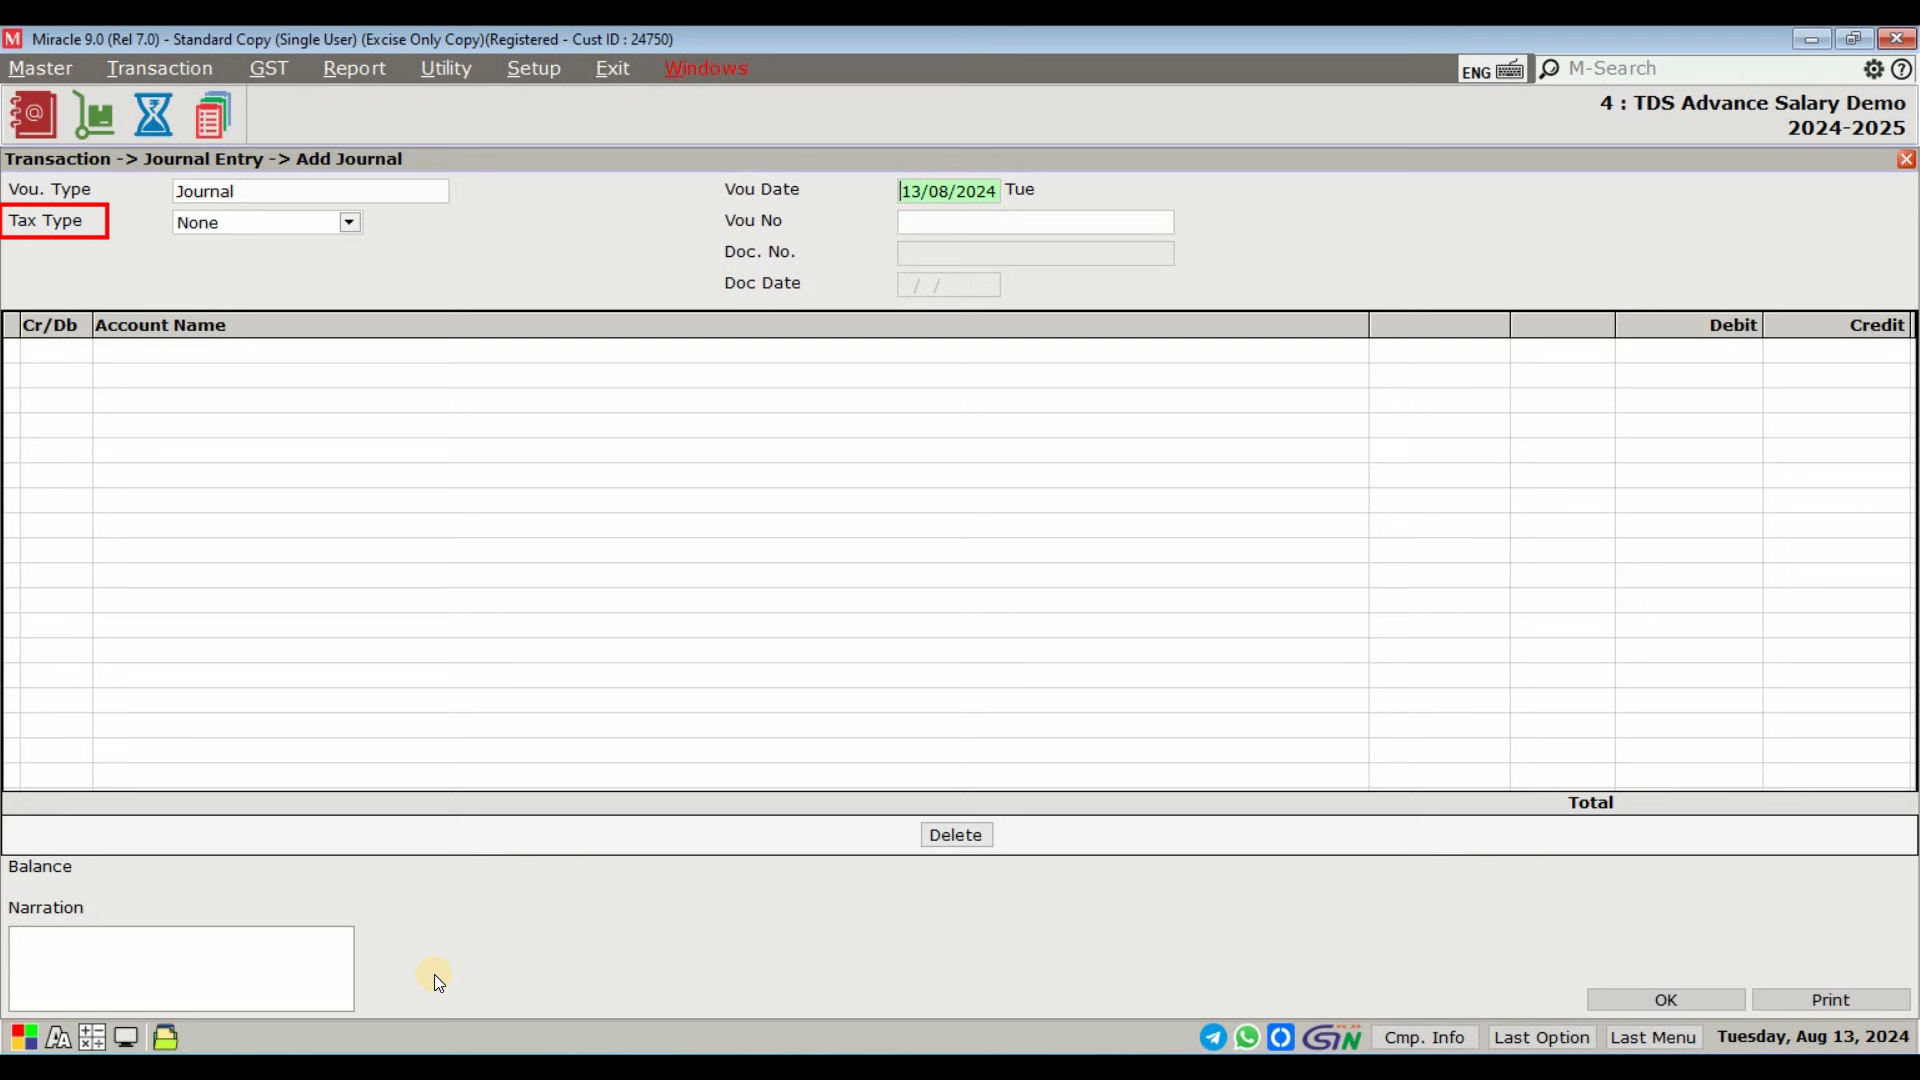 Miracle 9.0 (Rel 7.0) - Standard Copy (Single User) (Excise Only Copy)(Registered - Cust ID : 24750)
Master Transaction GST Report Utility Setup Exit Windows ENG M-Search
4 : TDS Advance Salary Demo
2024-2025
Transaction -> Journal Entry -> Add Journal
Vou. Type Journal Vou Date 13/08/2024 Tue
Tax Type None Vou No
Doc. No.
Doc Date / /
Cr/Db Account Name Debit Credit
Total
Delete
Balance
Narration
OK Print
Cmp. Info Last Option Last Menu Tuesday, Aug 13, 2024